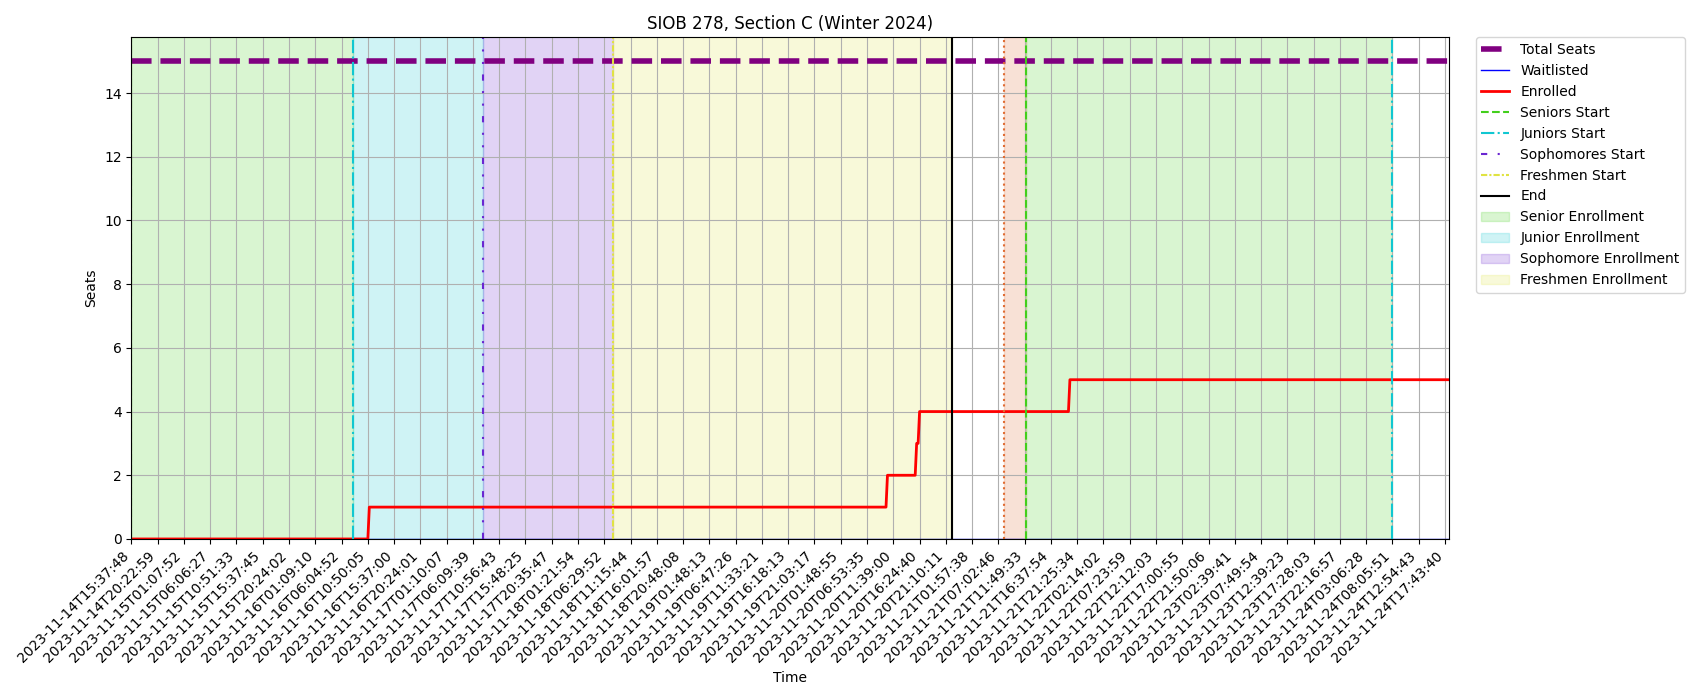 SIOB 278, Section C (Winter 2024)
Total Seats
Waitlisted
Enrolled
Seniors Start
Juniors Start
Sophomores Start
Freshmen Start
End
Senior Enrollment
Junior Enrollment
Sophomore Enrollment
Freshmen Enrollment
Seats
14
12
10
8
6
4
2
0
2023-11-14T15:37:48
2023-11-14T20:22:59
2023-11-15T01:07:52
2023-11-15T06:06:27
2023-11-15T10:51:33
2023-11-15T15:37:45
2023-11-15T20:24:02
2023-11-16T01:09:10
2023-11-16T06:04:52
2023-11-16T10:50:05
2023-11-16T15:37:00
2023-11-16T20:24:01
2023-11-17T01:10:07
2023-11-17T06:09:39
2023-11-17T10:56:43
2023-11-17T15:48:25
2023-11-17T20:35:47
2023-11-18T01:21:54
2023-11-18T06:29:52
2023-11-18T11:15:44
2023-11-18T16:01:57
2023-11-18T20:48:08
2023-11-19T01:48:13
2023-11-19T06:47:26
2023-11-19T11:33:21
2023-11-19T16:18:13
2023-11-19T21:03:17
2023-11-20T01:48:55
2023-11-20T06:53:35
2023-11-20T11:39:00
2023-11-20T16:24:40
2023-11-20T21:10:11
2023-11-21T01:57:38
2023-11-21T07:02:46
2023-11-21T11:49:33
2023-11-21T16:37:54
2023-11-21T21:25:34
2023-11-22T02:14:02
2023-11-22T07:23:59
2023-11-22T12:12:03
2023-11-22T17:00:55
2023-11-22T21:50:06
2023-11-23T02:39:41
2023-11-23T07:49:54
2023-11-23T12:39:23
2023-11-23T17:28:03
2023-11-23T22:16:57
2023-11-24T03:06:28
2023-11-24T08:05:51
2023-11-24T12:54:43
2023-11-24T17:43:40
Time